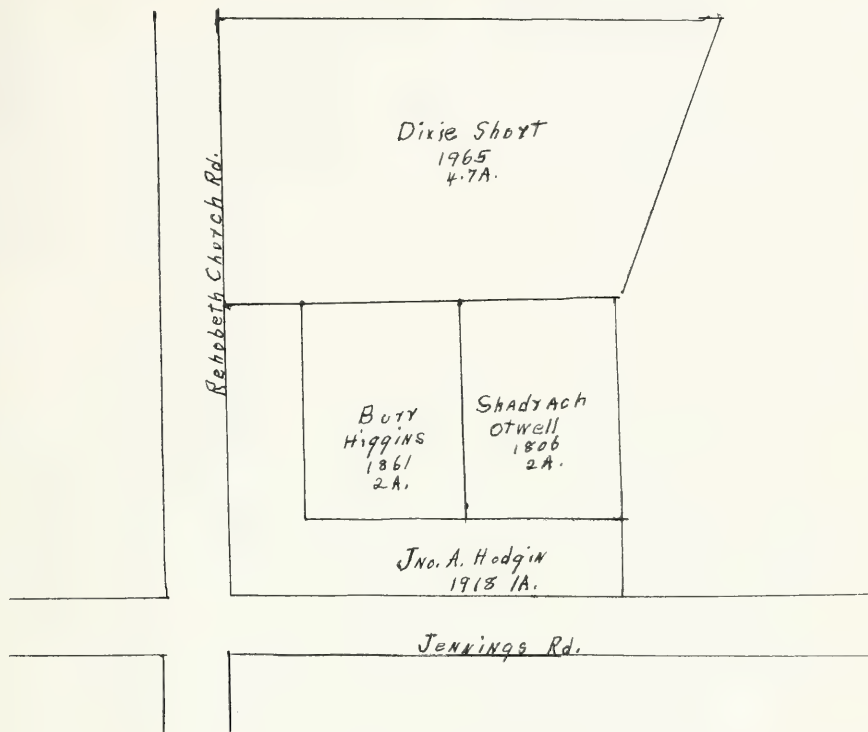 Dixie Short
1965
4.7A.
Rehobeth Church Rd.
Burr
Higgins
1861
2A.
Shadrach
Otwell
1806
2A.
Jno. A. Hodgin
1918 1A.
Jennings Rd.